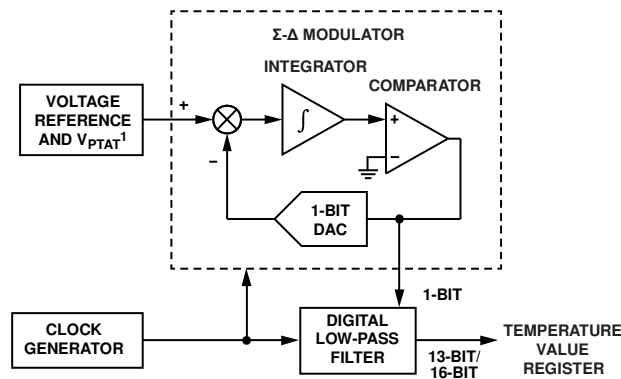 Σ-Δ MODULATOR
INTEGRATOR
COMPARATOR
VOLTAGE
REFERENCE
AND VPTAT1
+
−
∫
+
−
1-BIT
DAC
1-BIT
CLOCK
GENERATOR
DIGITAL
LOW-PASS
FILTER
13-BIT/
16-BIT
TEMPERATURE
VALUE
REGISTER